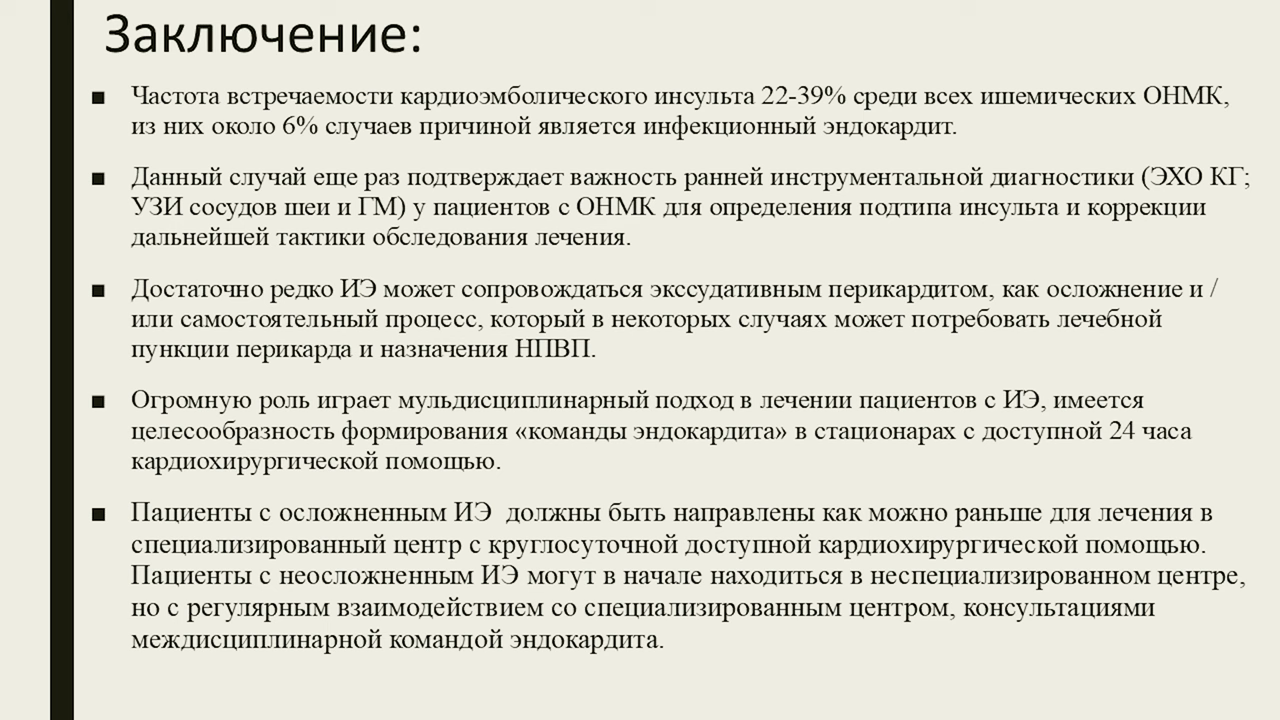 Заключение:
■ Частота встречаемости кардиоэмболического инсульта 22-39% среди всех ишемических ОНМК,
из них около 6% случаев причиной является инфекционный эндокардит.
■ Данный случай еще раз подтверждает важность ранней инструментальной диагностики (ЭХО КГ;
УЗИ сосудов шеи и ГМ) у пациентов с ОНМК для определения подтипа инсульта и коррекции
дальнейшей тактики обследования лечения.
■ Достаточно редко ИЭ может сопровождаться экссудативным перикардитом, как осложнение и /
или самостоятельный процесс, который в некоторых случаях может потребовать лечебной
пункции перикарда и назначения НПВП.
■ Огромную роль играет мульдисциплинарный подход в лечении пациентов с ИЭ, имеется
целесообразность формирования «команды эндокардита» в стационарах с доступной 24 часа
кардиохирургической помощью.
■ Пациенты с осложненным ИЭ  должны быть направлены как можно раньше для лечения в
специализированный центр с круглосуточной доступной кардиохирургической помощью.
Пациенты с неосложненным ИЭ могут в начале находиться в неспециализированном центре,
но с регулярным взаимодействием со специализированным центром, консультациями
междисциплинарной командой эндокардита.